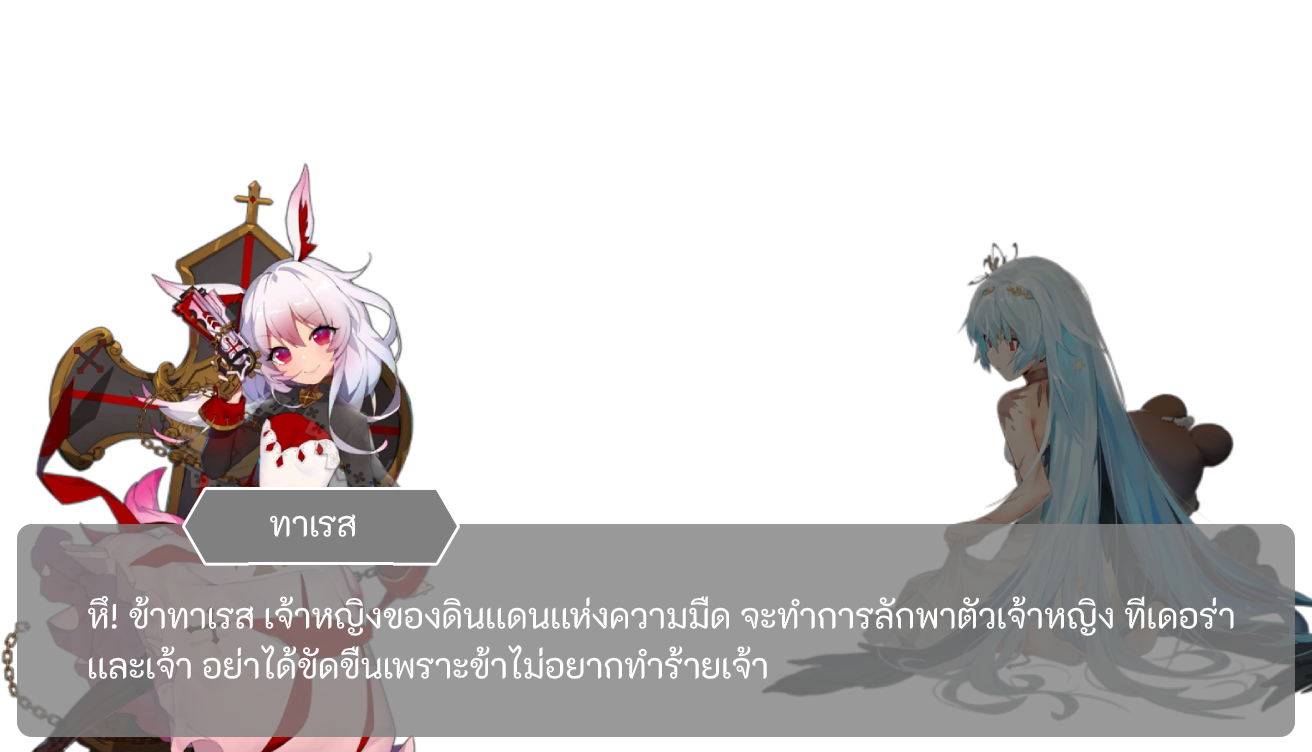 ทาเรส
หึ! ข้าทาเรส เจ้าหญิงของดินแดนแห่งความมืด จะทำการลักพาตัวเจ้าหญิง ทีเดอร่า
และเจ้า อย่าได้ขัดขืนเพราะข้าไม่อยากทำร้ายเจ้า